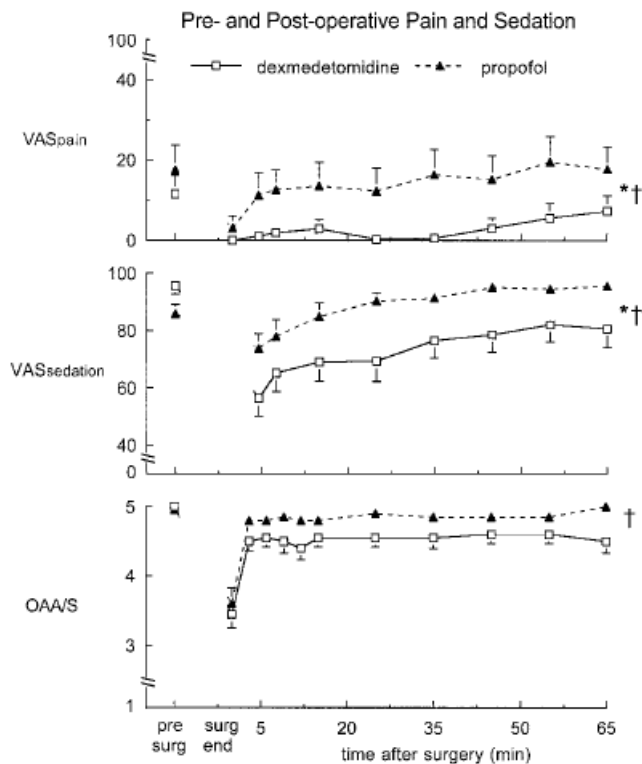 Pre- and Post-operative Pain and Sedation
dexmedetomidine propofol
100
40
VASpain
20
*†
0
100
80
*†
VASsedation
60
40
0
5
†
4
OAA/S
3
1
pre surg 5 20 35 50 65
surg end time after surgery (min)